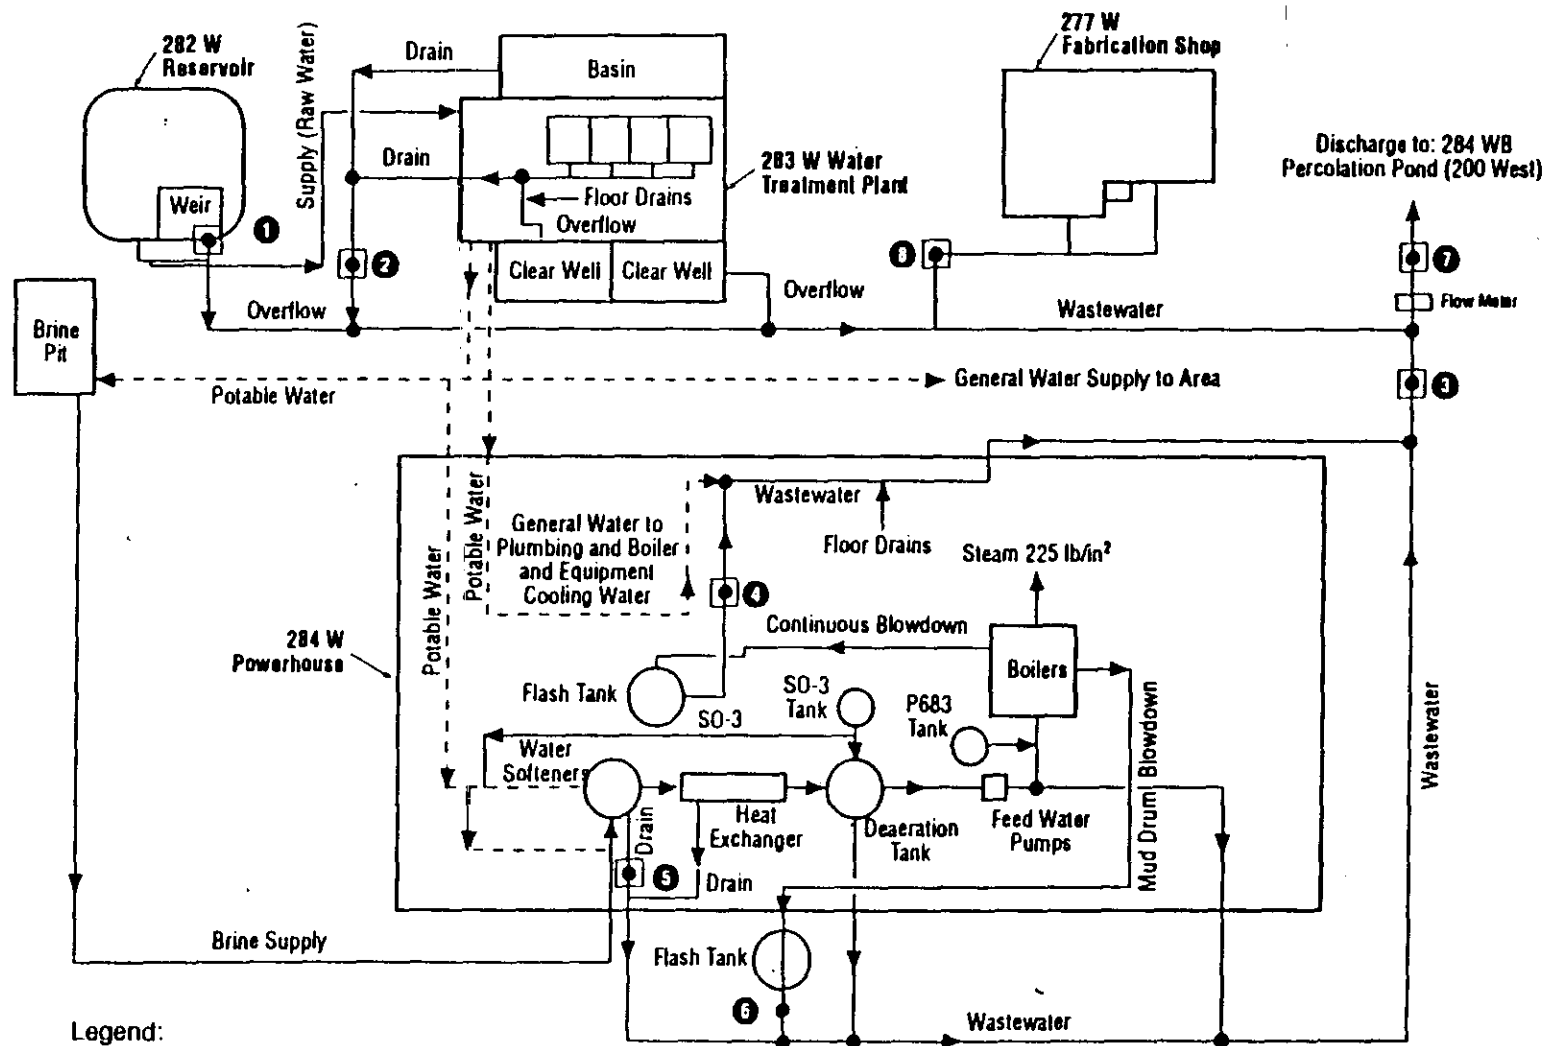 282 W
Reservoir
Supply (Raw Water)
Drain
Basin
277 W
Fabrication Shop
Drain
283 W Water
Treatment Plant
Discharge to: 284 WB
Percolation Pond (200 West)
Weir
1
Floor Drains
Overflow
2
Clear Well
Clear Well
8
7
Overflow
Overflow
Wastewater
Flow Meter
Brine
Pit
Potable Water
General Water Supply to Area
3
Potable Water
Potable Water
Wastewater
General Water to
Plumbing and Boiler
and Equipment
Cooling Water
Floor Drains
Steam 225 lb/in²
4
284 W
Powerhouse
Continuous Blowdown
Boilers
Flash Tank
SO-3
SO-3
Tank
P683
Tank
Mud Drum Blowdown
Wastewater
Water
Softeners
Drain
Heat
Exchanger
Deaeration
Tank
Feed Water
Pumps
5
Drain
Brine Supply
Flash Tank
6
Wastewater
Legend: